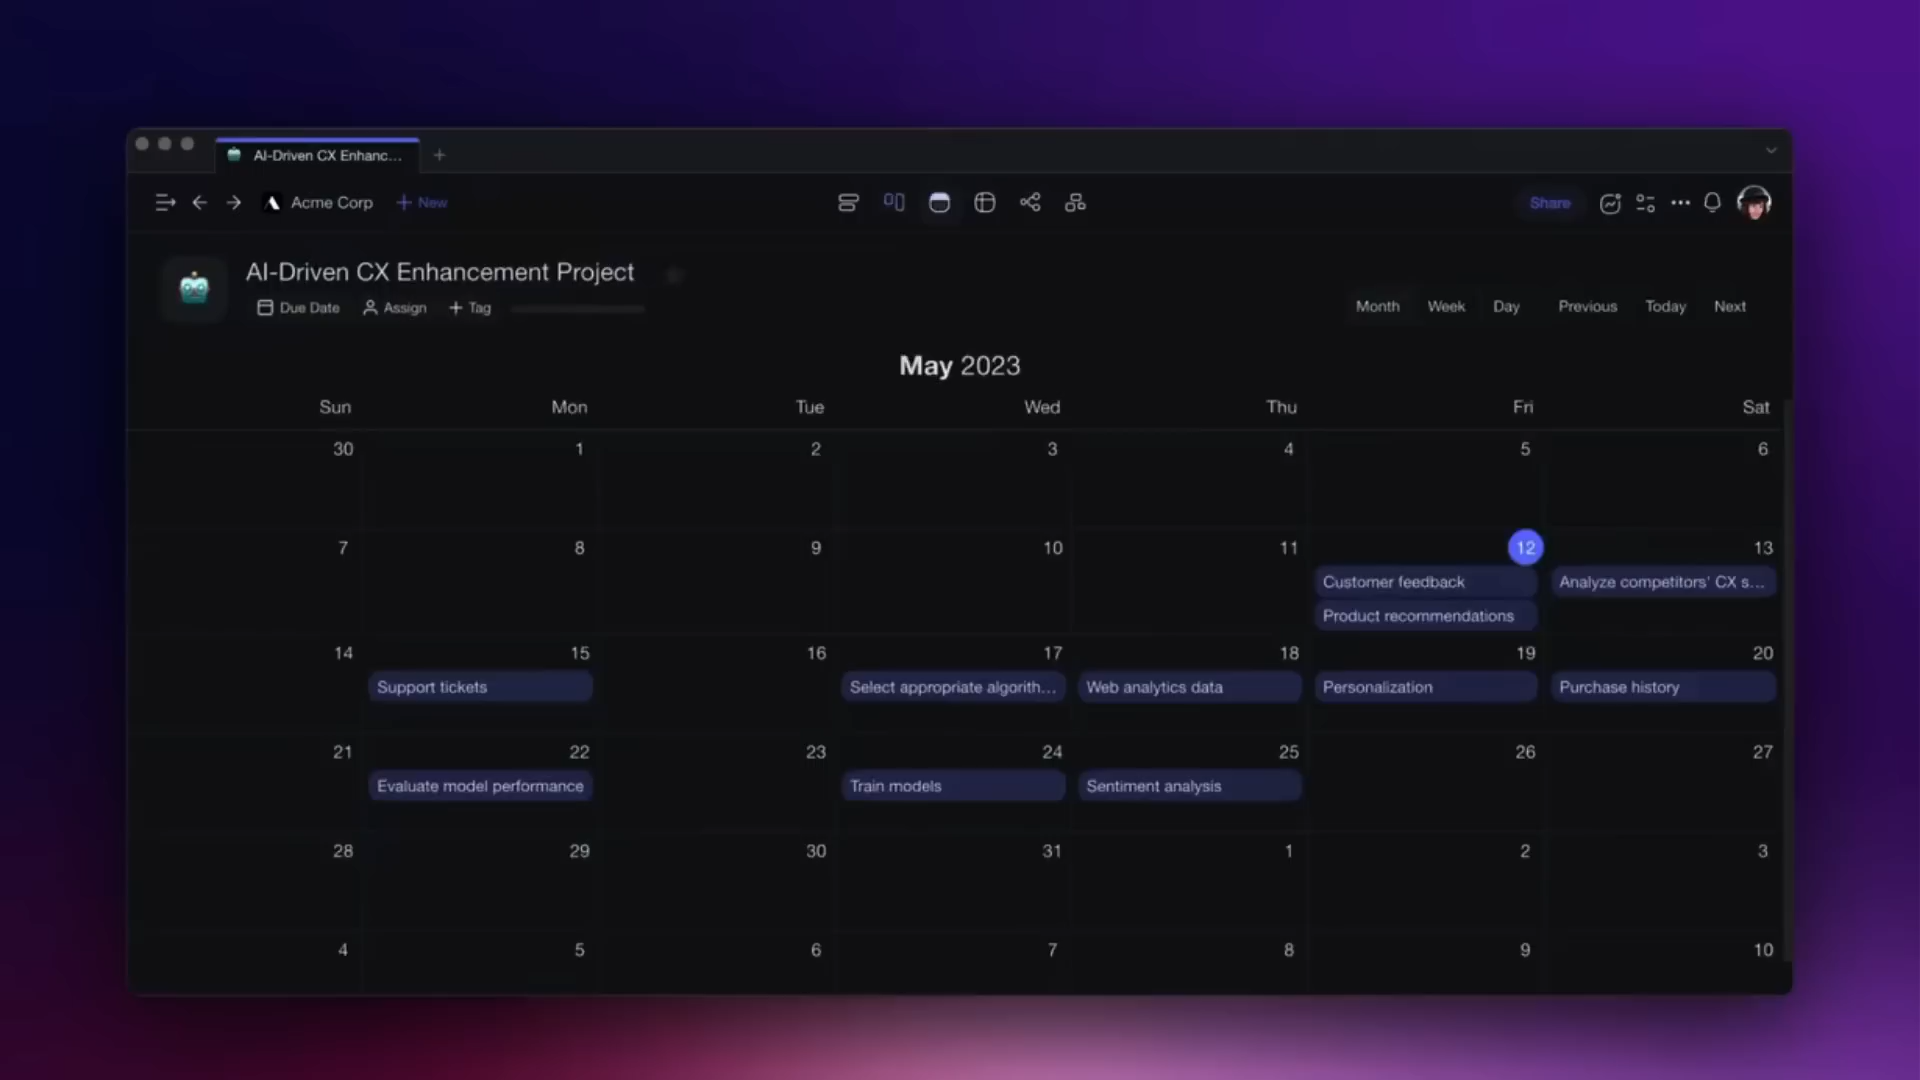 AI-Driven CX Enhanc...
Acme Corp
New
Share
AI-Driven CX Enhancement Project
Due Date Assign Tag
Month Week Day Previous Today Next
May 2023
Sun Mon Tue Wed Thu Fri Sat
30 1 2 3 4 5 6
7 8 9 10 11 12 13
Customer feedback Analyze competitors' CX s...
Product recommendations
14 15 16 17 18 19 20
Support tickets Select appropriate algorith... Web analytics data Personalization Purchase history
21 22 23 24 25 26 27
Evaluate model performance Train models Sentiment analysis
28 29 30 31 1 2 3
4 5 6 7 8 9 10